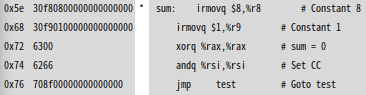 0x5e 30f80800000000000000 * sum: irmovq $8,%r8 # Constant 8
0x68 30f90100000000000000 irmovq $1,%r9 # Constant 1
0x72 6300 xorq %rax,%rax # sum = 0
0x74 6266 andq %rsi,%rsi # Set CC
0x76 708f00000000000000 jmp test # Goto test